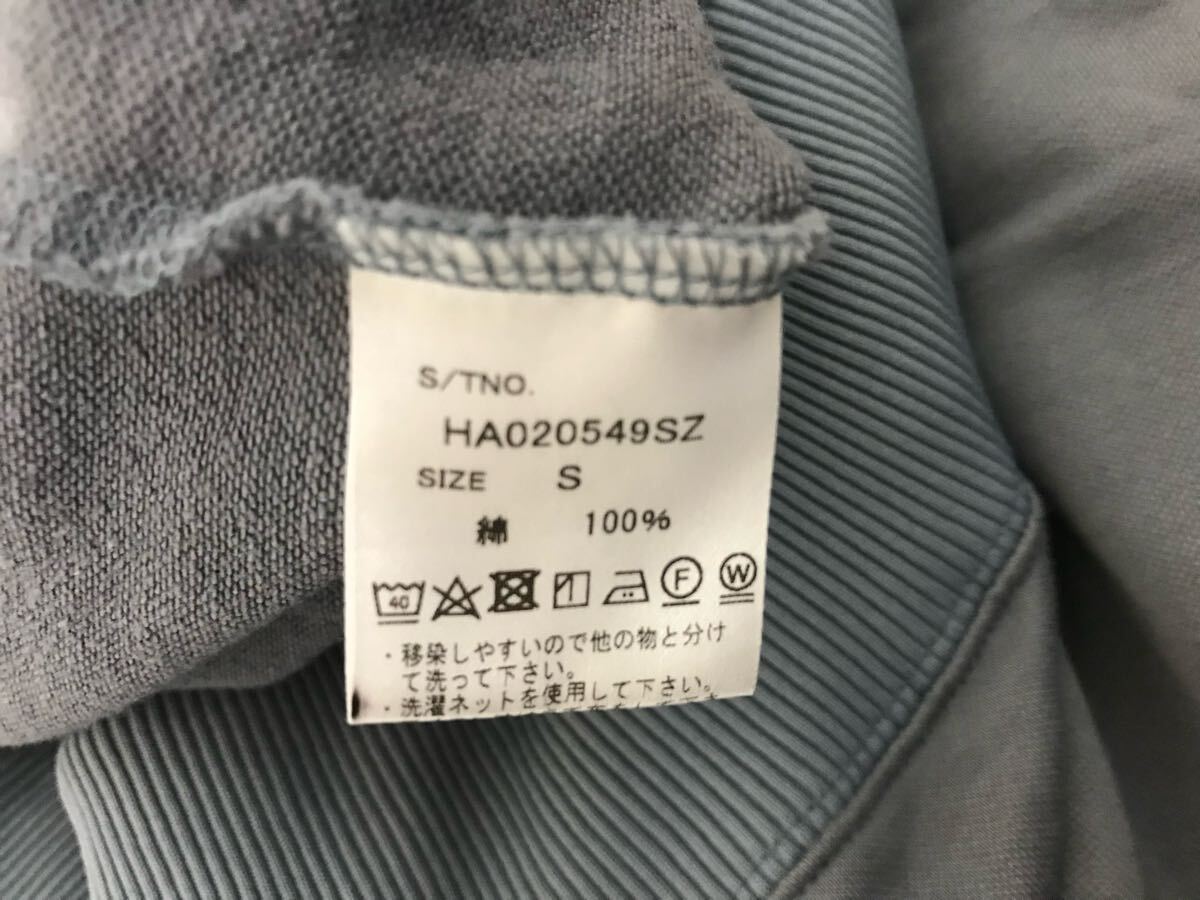 S/TNO.
HA020549SZ
SIZE S
綿 100%
40 F W
・移染しやすいので他の物と分け
て洗って下さい。
・洗濯ネットを使用して下さい。